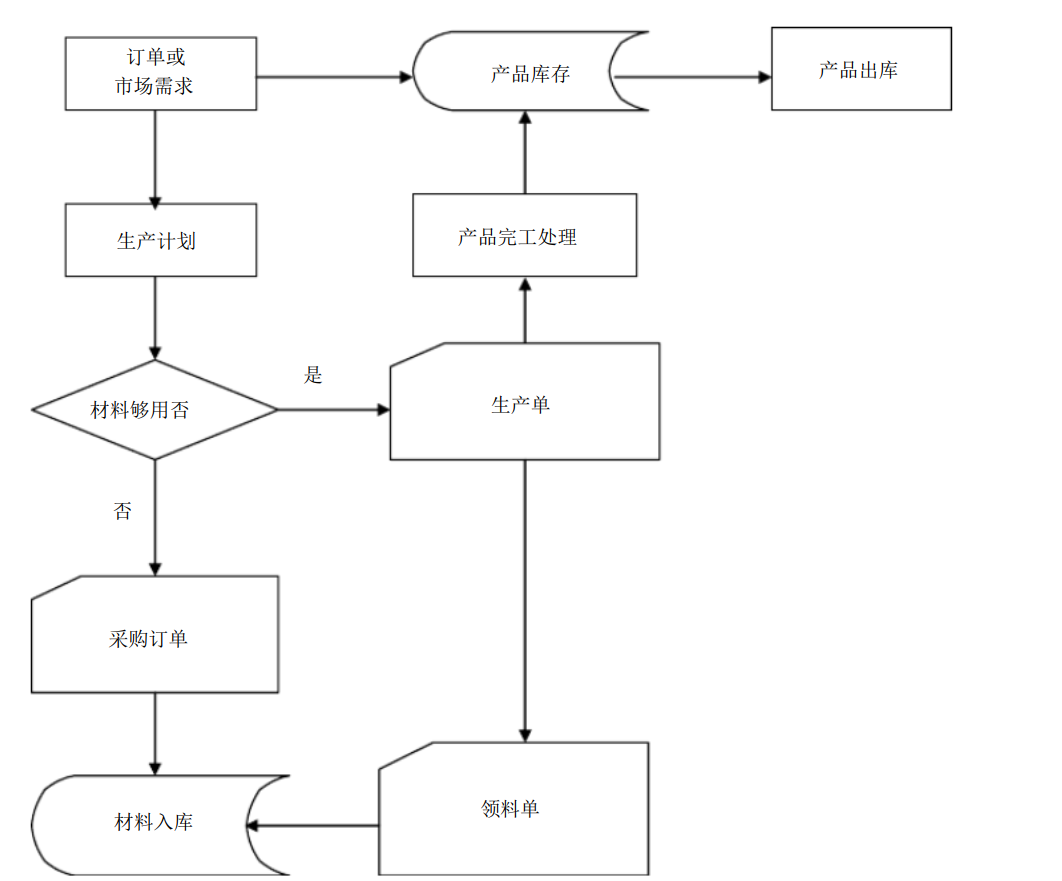 订单或
市场需求
产品库存
产品出库
生产计划
产品完工处理
材料够用否
是
生产单
否
采购订单
领料单
材料入库